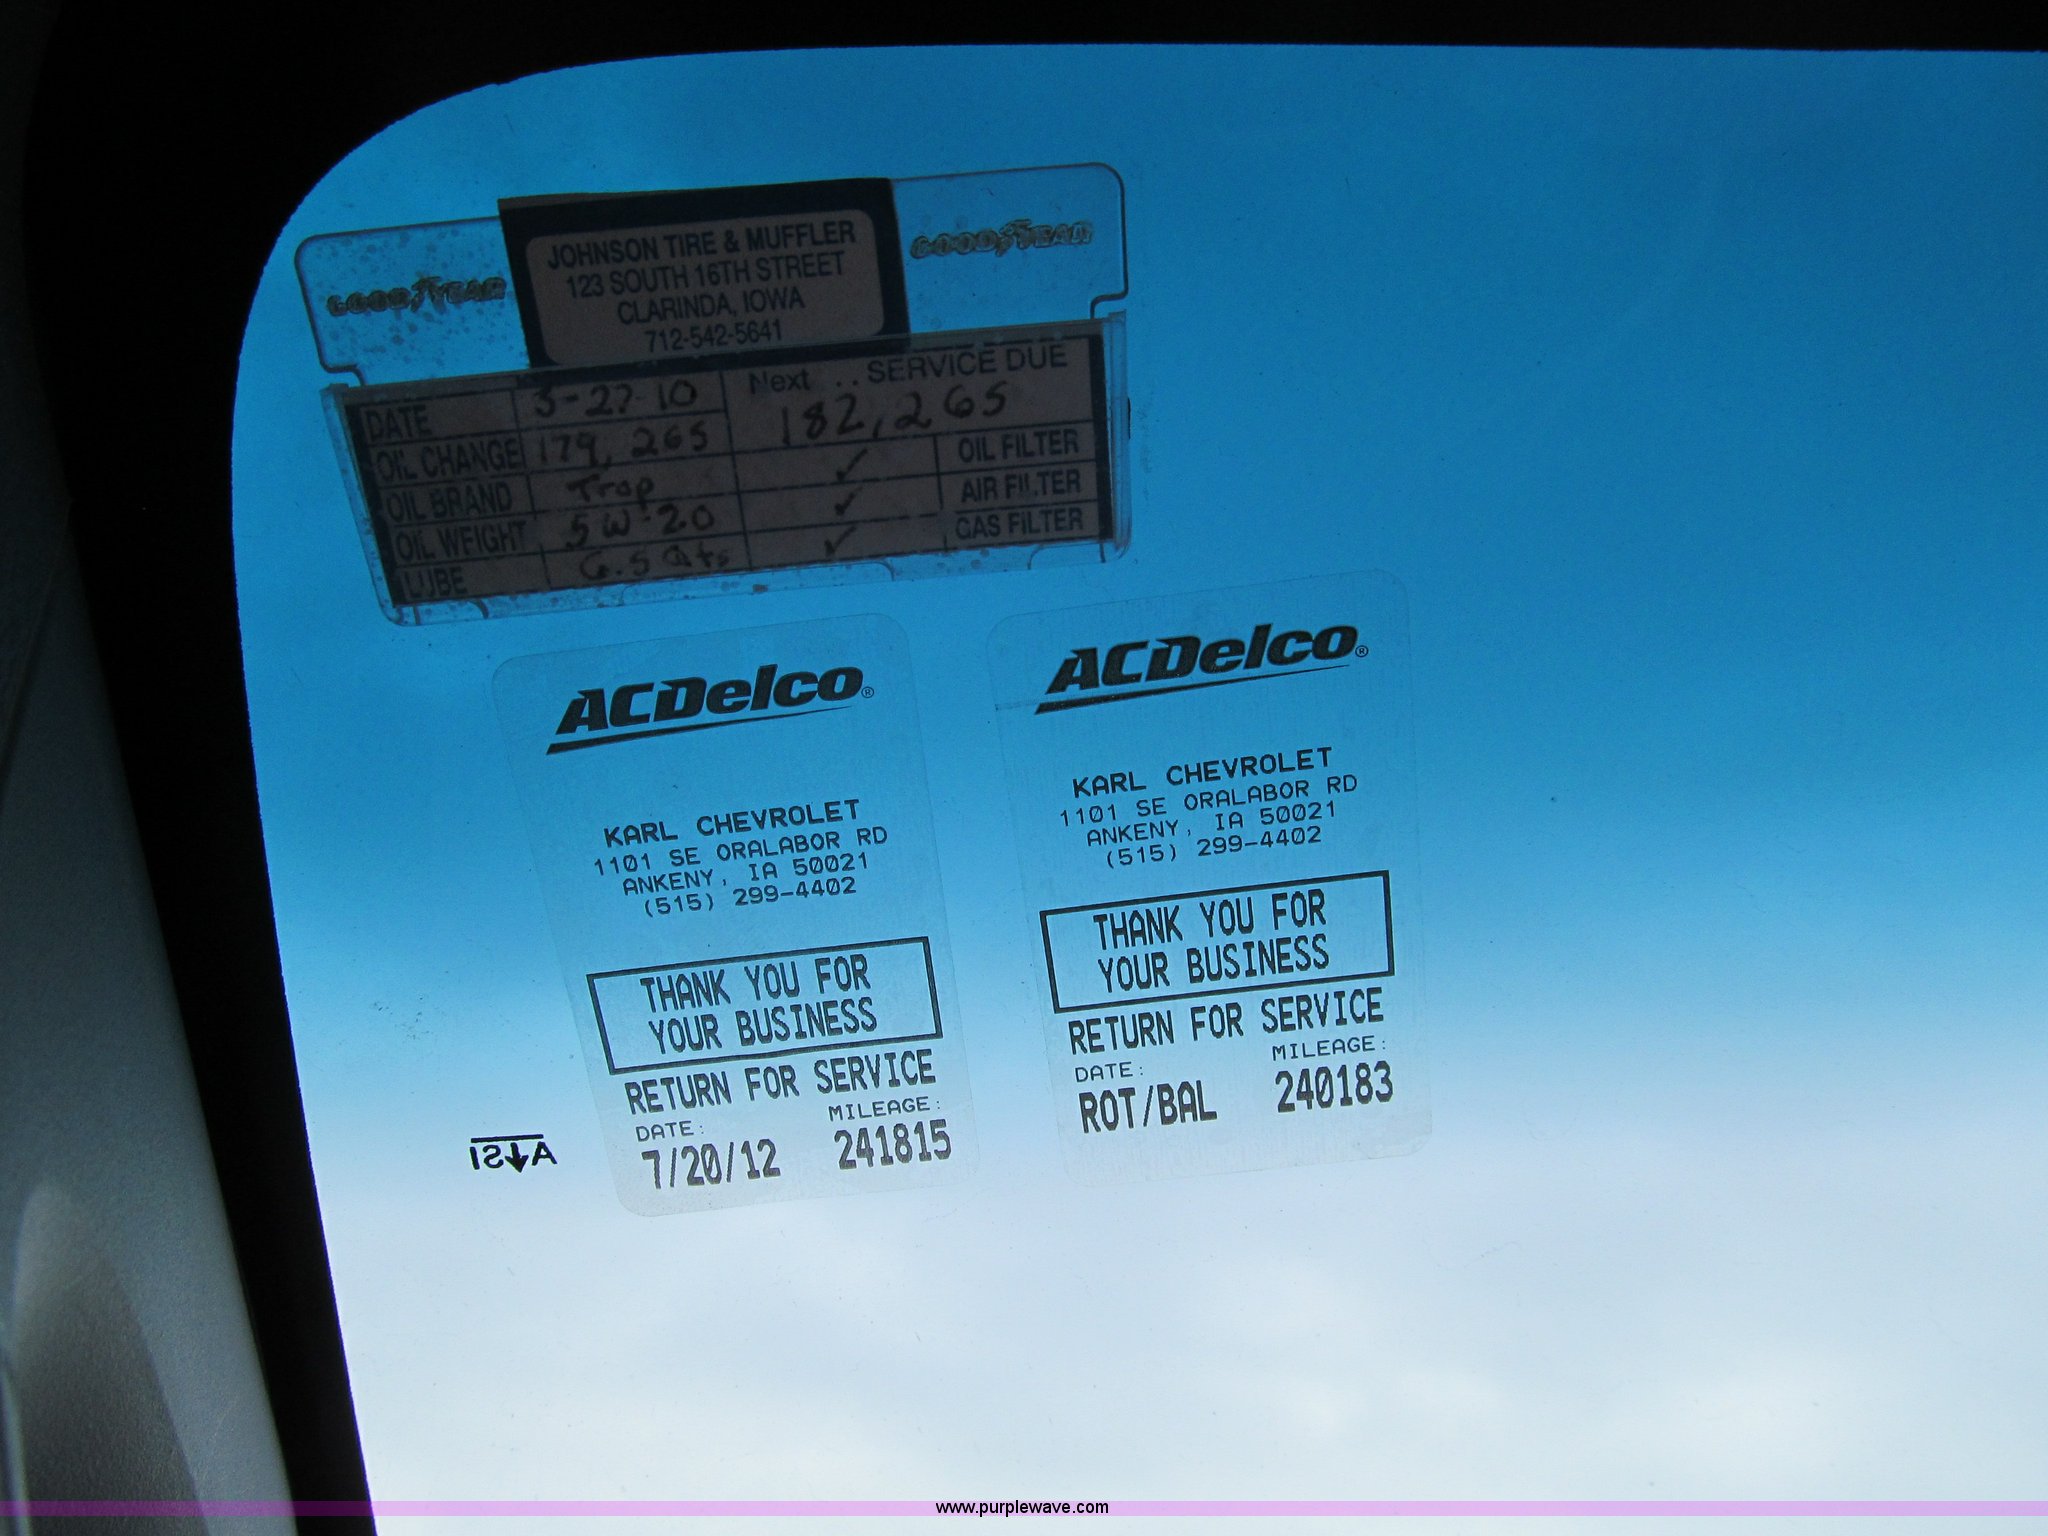 GOODYEAR
JOHNSON TIRE & MUFFLER
123 SOUTH 16TH STREET
CLARINDA, IOWA
712-542-5641
GOODYEAR
DATE 3-27-10
OIL CHANGE 179,265
OIL BRAND Trop
OIL WEIGHT 5W-20
LUBE 6.5 Qts
Next .. SERVICE DUE
182,265
✓ OIL FILTER
✓ AIR FILTER
✓ GAS FILTER
ACDelco®
KARL CHEVROLET
1101 SE ORALABOR RD
ANKENY, IA 50021
(515) 299-4402
THANK YOU FOR
YOUR BUSINESS
RETURN FOR SERVICE
DATE: MILEAGE:
7/20/12 241815
ACDelco®
KARL CHEVROLET
1101 SE ORALABOR RD
ANKENY, IA 50021
(515) 299-4402
THANK YOU FOR
YOUR BUSINESS
RETURN FOR SERVICE
DATE: MILEAGE:
ROT/BAL 240183
AS1
www.purplewave.com